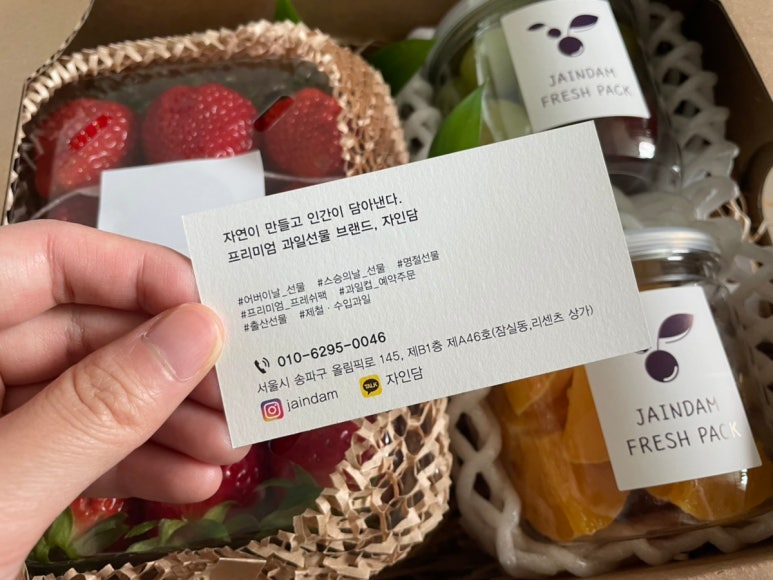 자연이 만들고 인간이 담아낸다.
프리미엄 과일선물 브랜드, 자인담
#어버이날_선물 #스승의날_선물 #명절선물
#프리미엄_프레쉬팩 #과일컵_예약주문
#출산선물 #제철·수입과일
010-6295-0046
서울시 송파구 올림픽로 145, 제B1층 제A46호(잠실동,리센츠 상가)
jaindam TALK 자인담
JAINDAM
FRESH PACK
JAINDAM
FRESH PACK